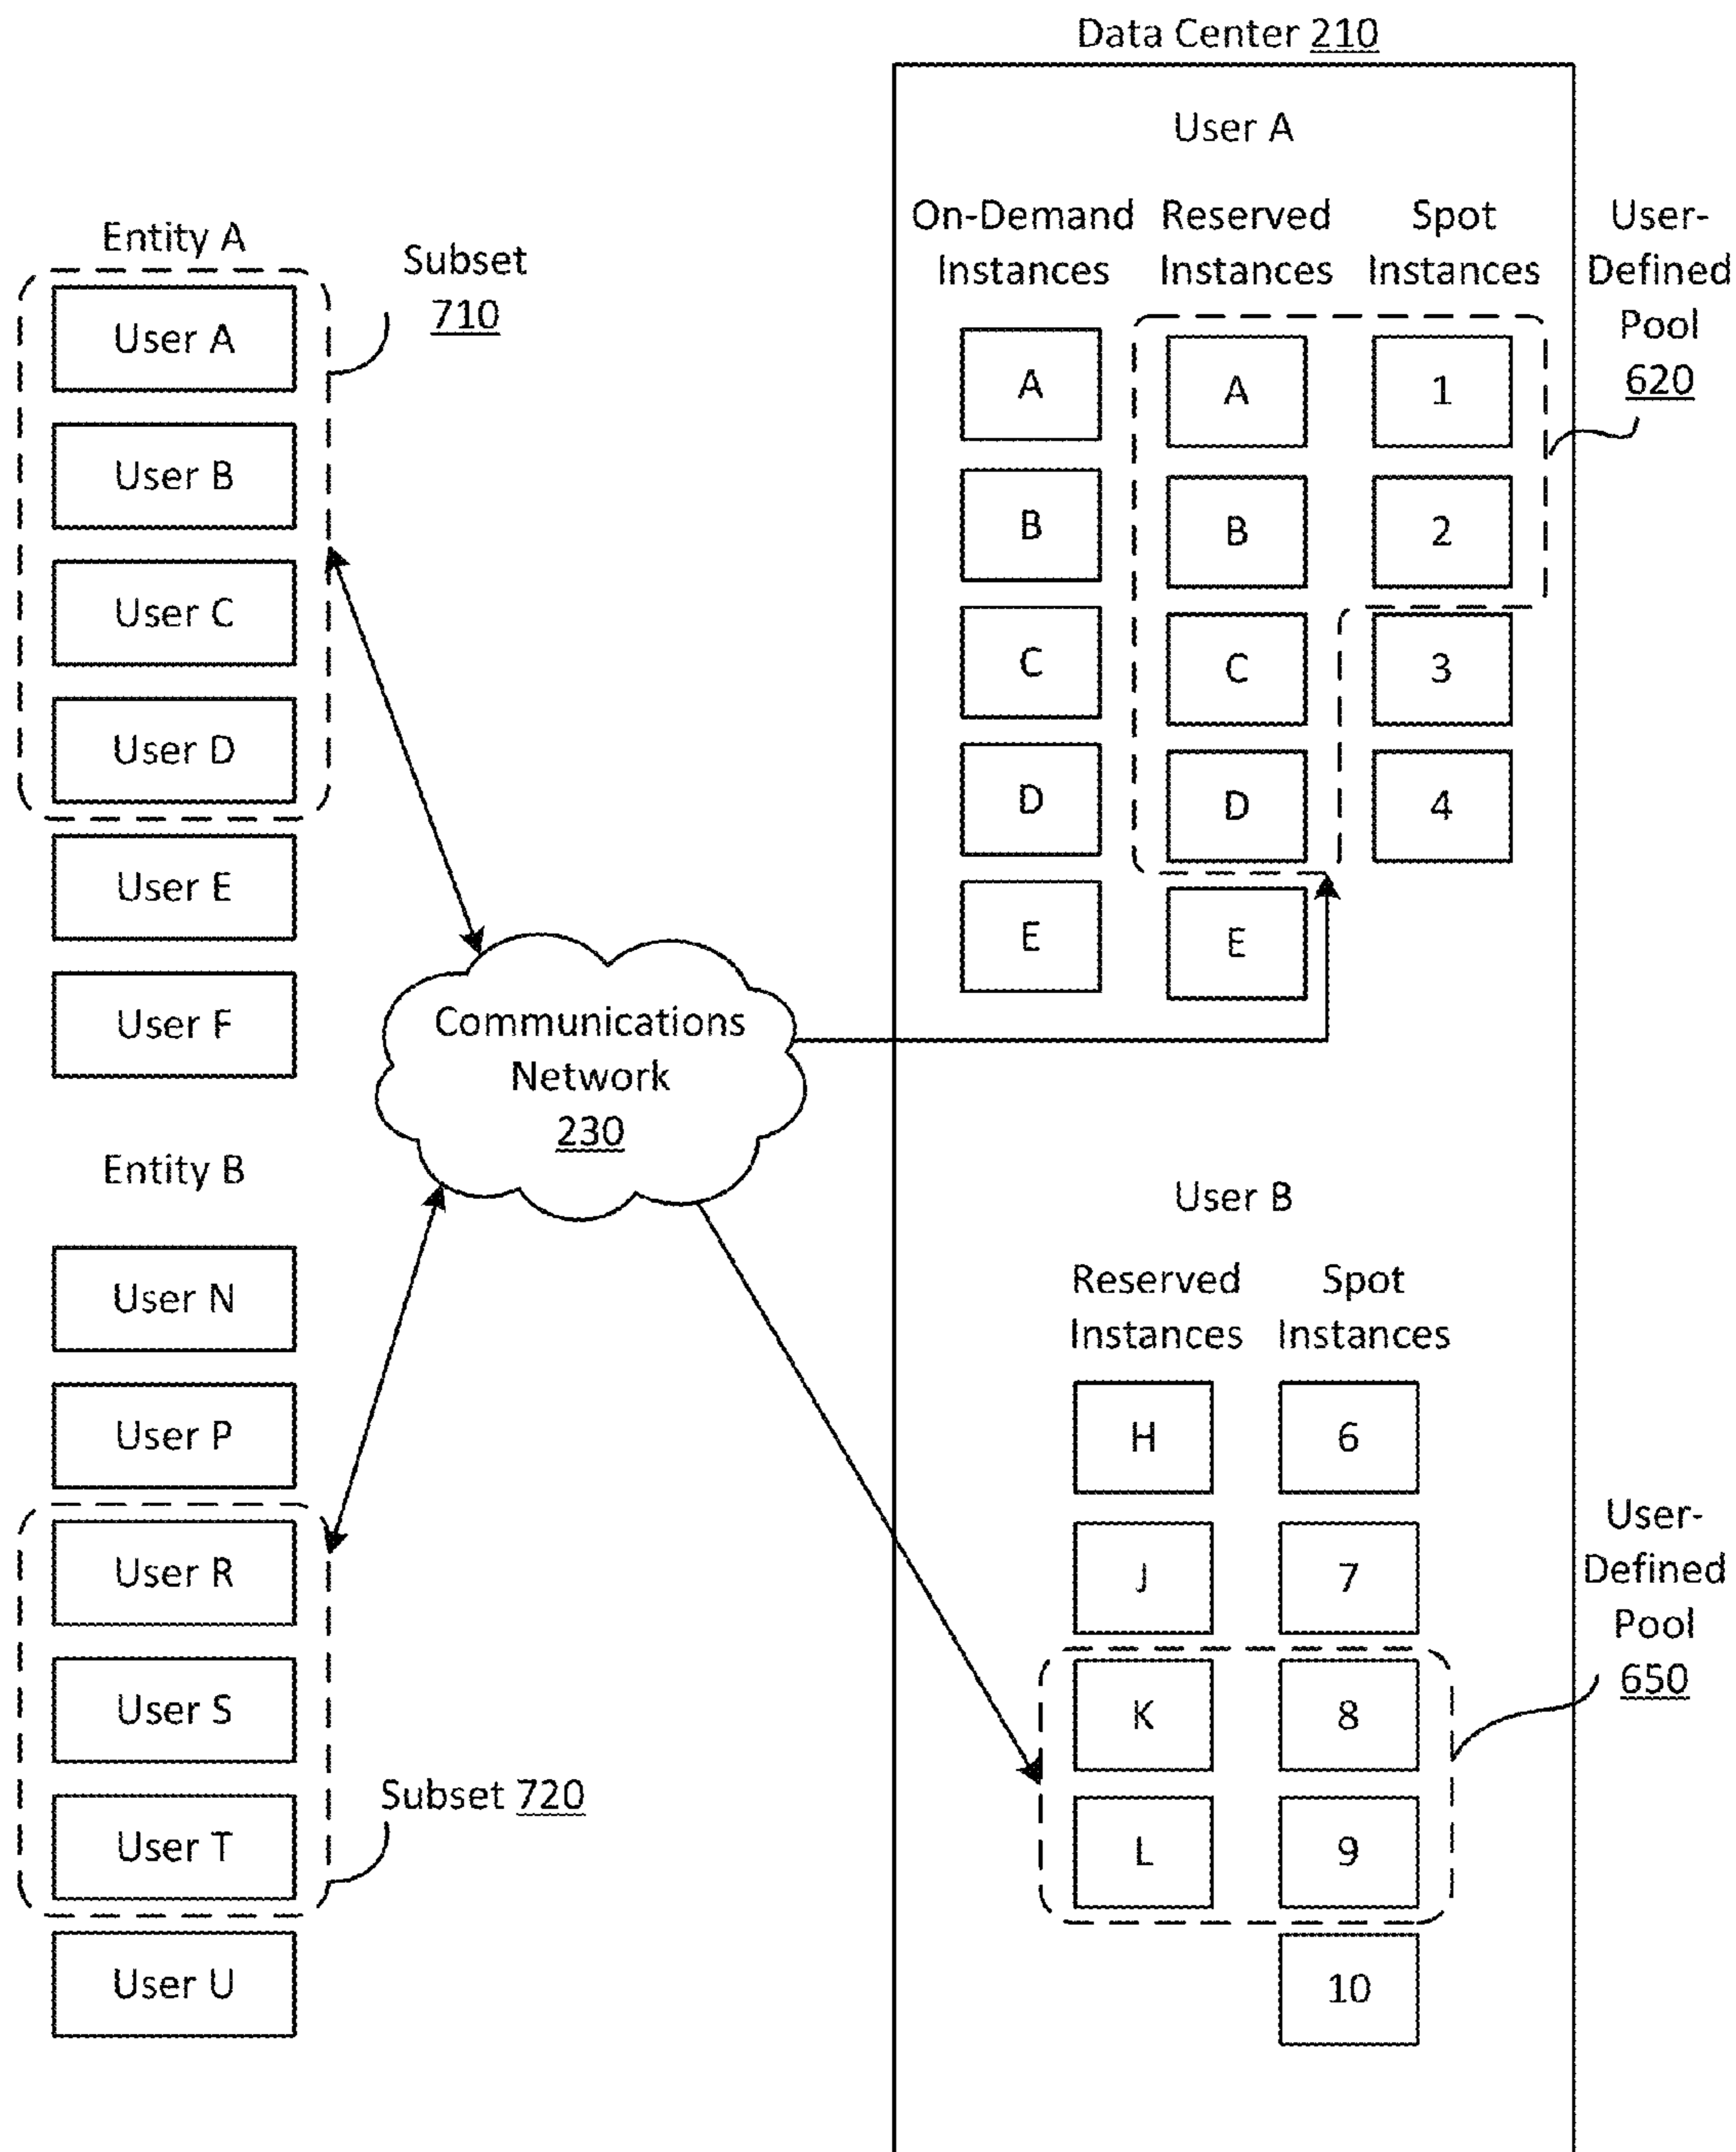 Data Center 210
User A
On-Demand
Instances
Reserved
Instances
Spot
Instances
User-
Defined
Pool
620
A
B
C
D
E
A
B
C
D
E
1
2
3
4
Entity A
Subset
710
User A
User B
User C
User D
User E
User F
Communications
Network
230
Entity B
User N
User P
User R
User S
User T
User U
Subset 720
User B
Reserved
Instances
Spot
Instances
H
J
K
L
6
7
8
9
10
User-
Defined
Pool
650